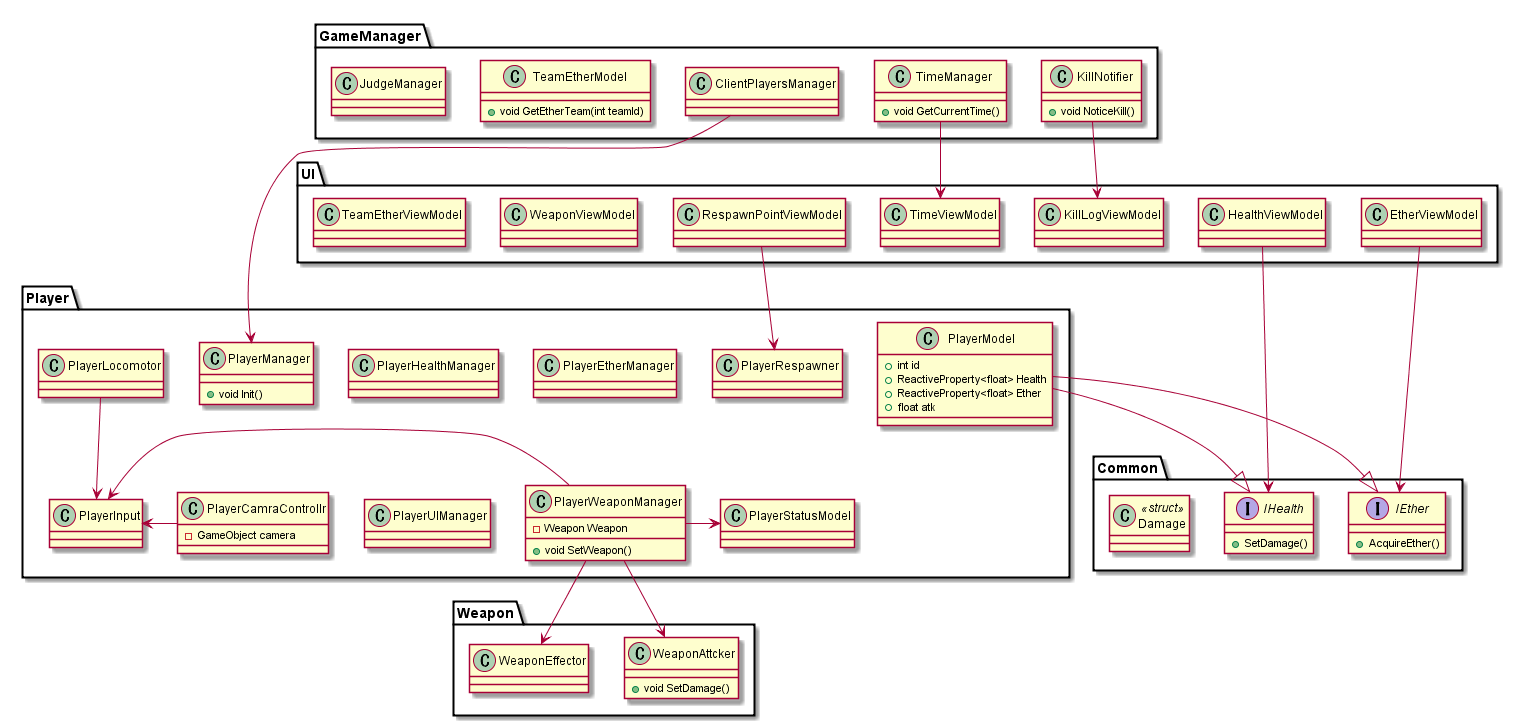 GameManager
C JudgeManager
C TeamEtherModel
void GetEtherTeam(int teamId)
C ClientPlayersManager
C TimeManager
void GetCurrentTime()
C KillNotifier
void NoticeKill()
UI
C TeamEtherViewModel
C WeaponViewModel
C RespawnPointViewModel
C TimeViewModel
C KillLogViewModel
C HealthViewModel
C EtherViewModel
Player
C PlayerLocomotor
C PlayerManager
void Init()
C PlayerHealthManager
C PlayerEtherManager
C PlayerRespawner
C PlayerModel
int id
ReactiveProperty<float> Health
ReactiveProperty<float> Ether
float atk
C PlayerInput
C PlayerCamraControllr
GameObject camera
C PlayerUIManager
C PlayerWeaponManager
Weapon Weapon
void SetWeapon()
C PlayerStatusModel
Common
C «struct»
Damage
I IHealth
SetDamage()
I IEther
AcquireEther()
Weapon
C WeaponEffector
C WeaponAttcker
void SetDamage()